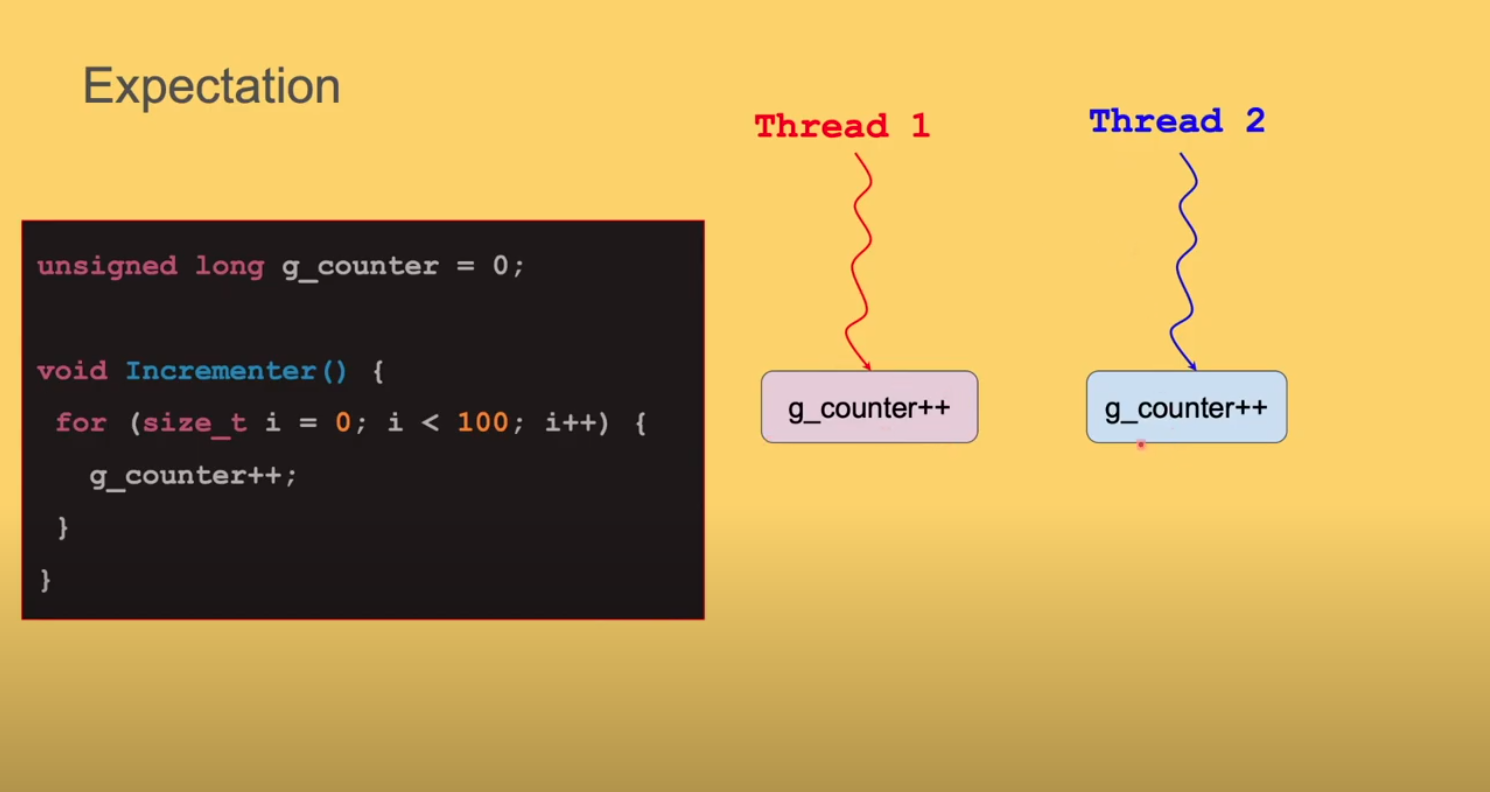 Expectation
unsigned long g_counter = 0;
void Incrementer() {
for (size_t i = 0; i < 100; i++) {
g_counter++;
}
}
Thread 1
Thread 2
g_counter++
g_counter++